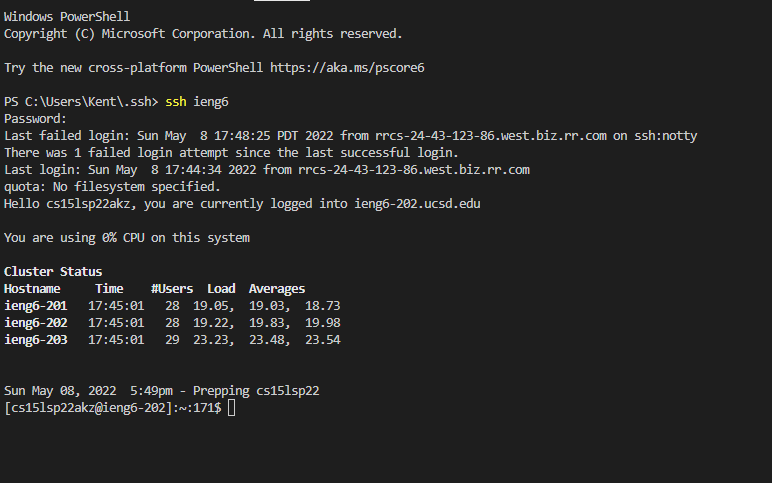 Windows PowerShell
Copyright (C) Microsoft Corporation. All rights reserved.
Try the new cross-platform PowerShell https://aka.ms/pscore6
PS C:\Users\Kent\.ssh> ssh ieng6
Password:
Last failed login: Sun May  8 17:48:25 PDT 2022 from rrcs-24-43-123-86.west.biz.rr.com on ssh:notty
There was 1 failed login attempt since the last successful login.
Last login: Sun May  8 17:44:34 2022 from rrcs-24-43-123-86.west.biz.rr.com
quota: No filesystem specified.
Hello cs15lsp22akz, you are currently logged into ieng6-202.ucsd.edu
You are using 0% CPU on this system
Cluster Status
Hostname     Time    #Users  Load  Averages
ieng6-201   17:45:01   28  19.05,  19.03,  18.73
ieng6-202   17:45:01   28  19.22,  19.83,  19.98
ieng6-203   17:45:01   29  23.23,  23.48,  23.54
Sun May 08, 2022  5:49pm - Prepping cs15lsp22
[cs15lsp22akz@ieng6-202]:~:171$